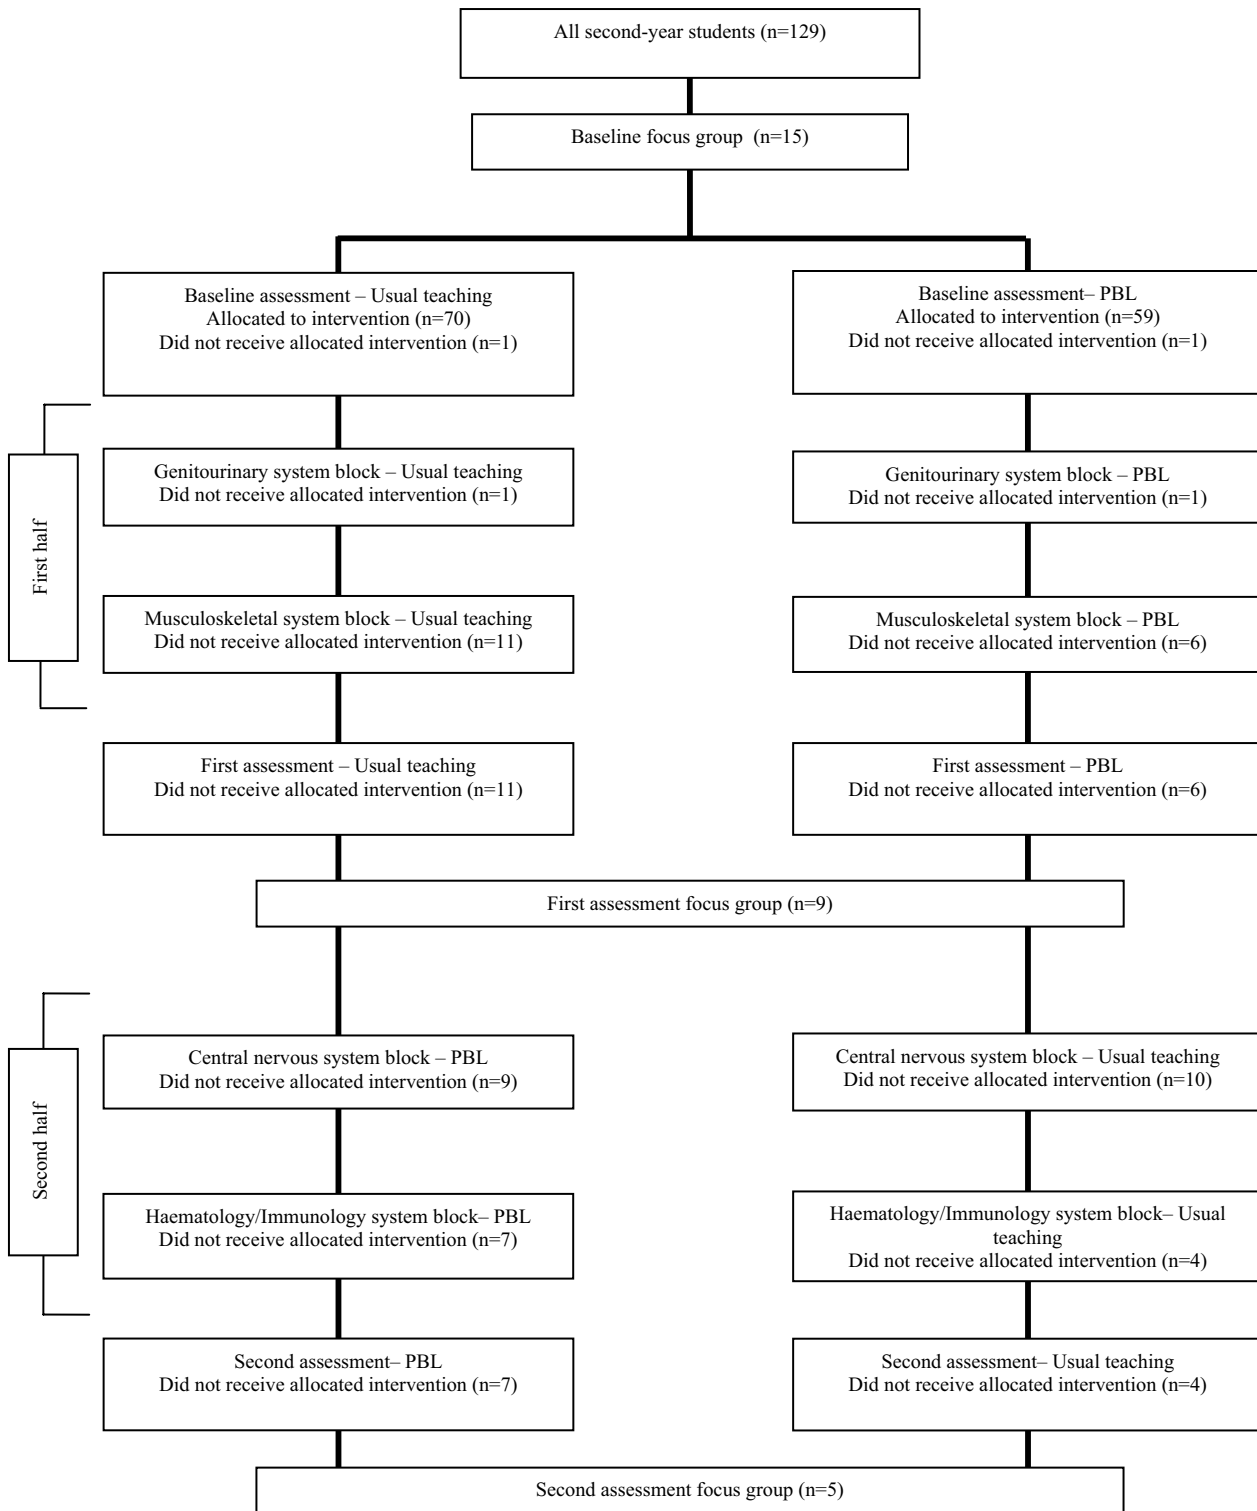 All second-year students (n=129)
Baseline focus group (n=15)
Baseline assessment – Usual teaching
Allocated to intervention (n=70)
Did not receive allocated intervention (n=1)
Baseline assessment– PBL
Allocated to intervention (n=59)
Did not receive allocated intervention (n=1)
First half
Genitourinary system block – Usual teaching
Did not receive allocated intervention (n=1)
Genitourinary system block – PBL
Did not receive allocated intervention (n=1)
Musculoskeletal system block – Usual teaching
Did not receive allocated intervention (n=11)
Musculoskeletal system block – PBL
Did not receive allocated intervention (n=6)
First assessment – Usual teaching
Did not receive allocated intervention (n=11)
First assessment – PBL
Did not receive allocated intervention (n=6)
First assessment focus group (n=9)
Second half
Central nervous system block – PBL
Did not receive allocated intervention (n=9)
Central nervous system block – Usual teaching
Did not receive allocated intervention (n=10)
Haematology/Immunology system block– PBL
Did not receive allocated intervention (n=7)
Haematology/Immunology system block– Usual
teaching
Did not receive allocated intervention (n=4)
Second assessment– PBL
Did not receive allocated intervention (n=7)
Second assessment– Usual teaching
Did not receive allocated intervention (n=4)
Second assessment focus group (n=5)